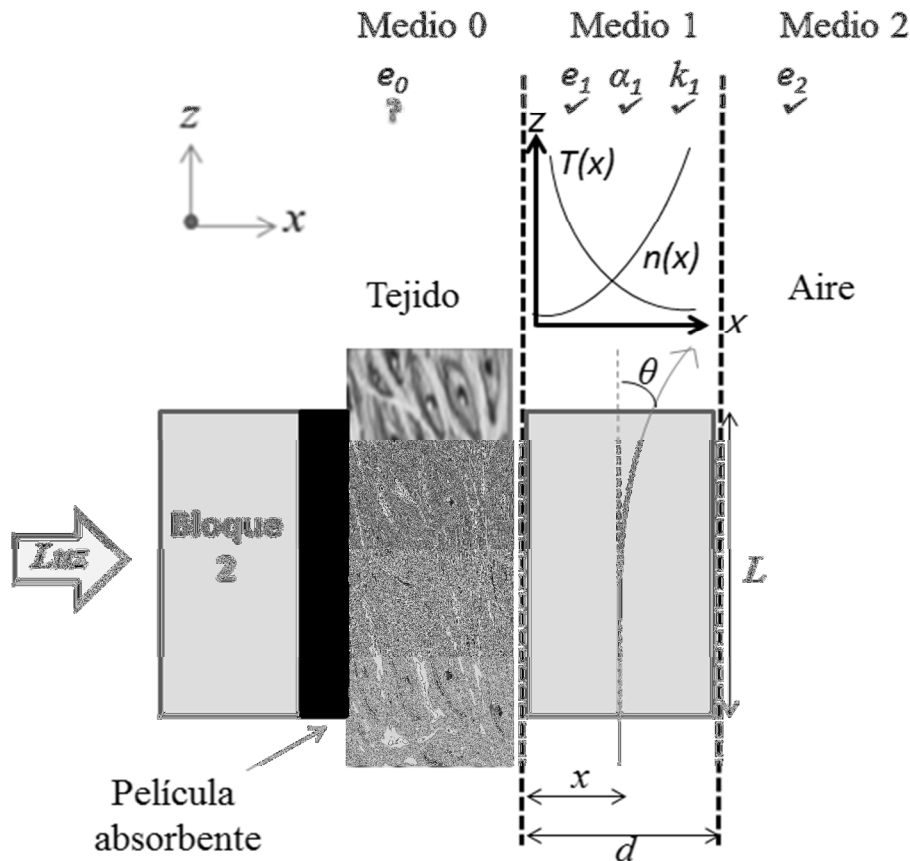 Medio 0 Medio 1 Medio 2
e₀ e₁ α₁ k₁ e₂
?
z
x
z
T(x)
n(x)
x
Tejido
Aire
θ
Luz
Bloque
2
L
Película
absorbente
x
d